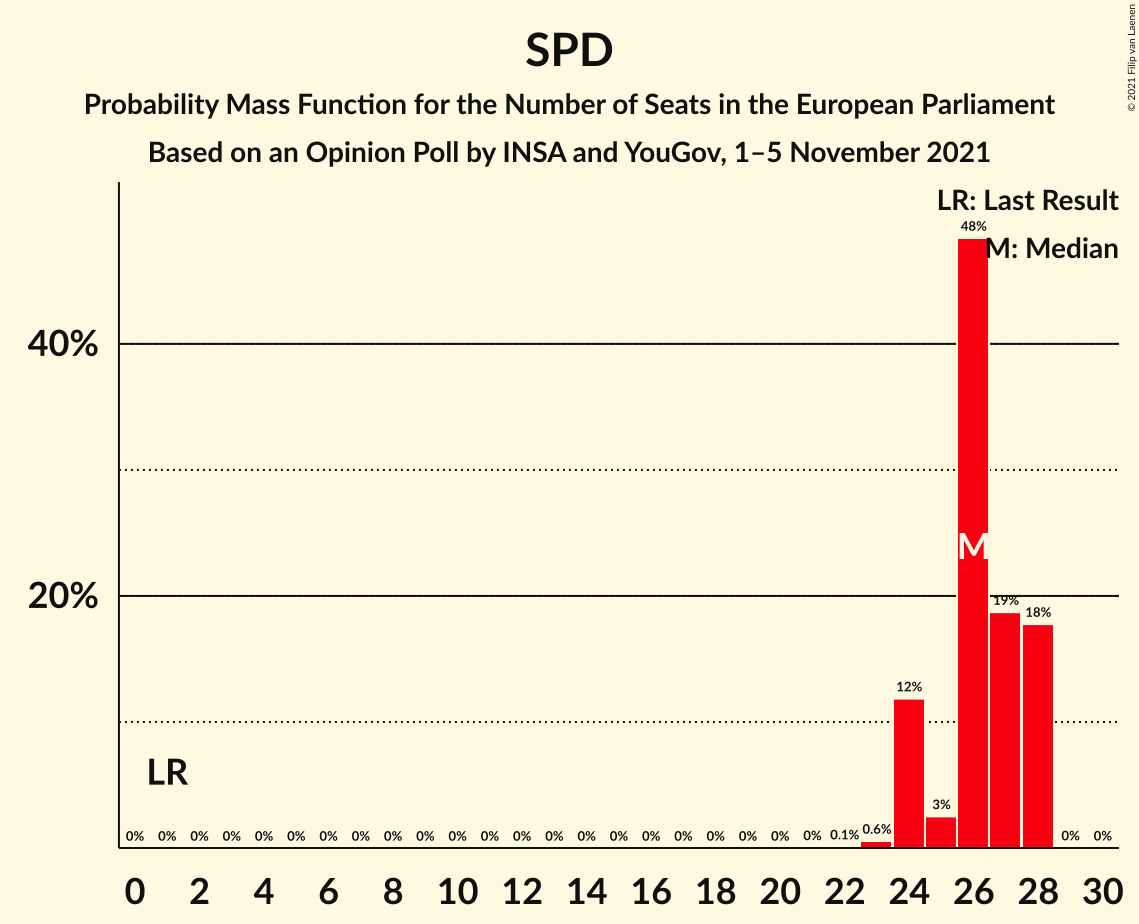 SPD
Probability Mass Function for the Number of Seats in the European Parliament
Based on an Opinion Poll by INSA and YouGov, 1–5 November 2021
© 2021 Filip van Laenen
LR: Last Result
M: Median
48%
40%
M
20%
19%
18%
12%
LR
3%
0% 0% 0% 0% 0% 0% 0% 0% 0% 0% 0% 0% 0% 0% 0% 0% 0% 0% 0% 0% 0% 0% 0.1% 0.6% 0% 0%
0 2 4 6 8 10 12 14 16 18 20 22 24 26 28 30